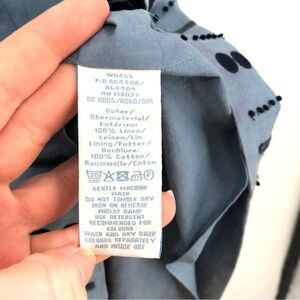 WH455
P.O 864408/
864409
RN 118027
SC 0005/8060/001
Outer/
Obermaterial/
Extérieur:
100% Linen/
Leinen/Lin
Lining/Futter/
Doublure:
100% Cotton/
Baumwolle/Coton
GENTLE MACHINE
WASH
DO NOT TUMBLE DRY
IRON ON REVERSE
WHILST DAMP
USE DETERGENT
RECOMMENDED FOR
COLOURS
WASH AND DRY DARK
COLOURS SEPARATELY
AND INSIDE OUT